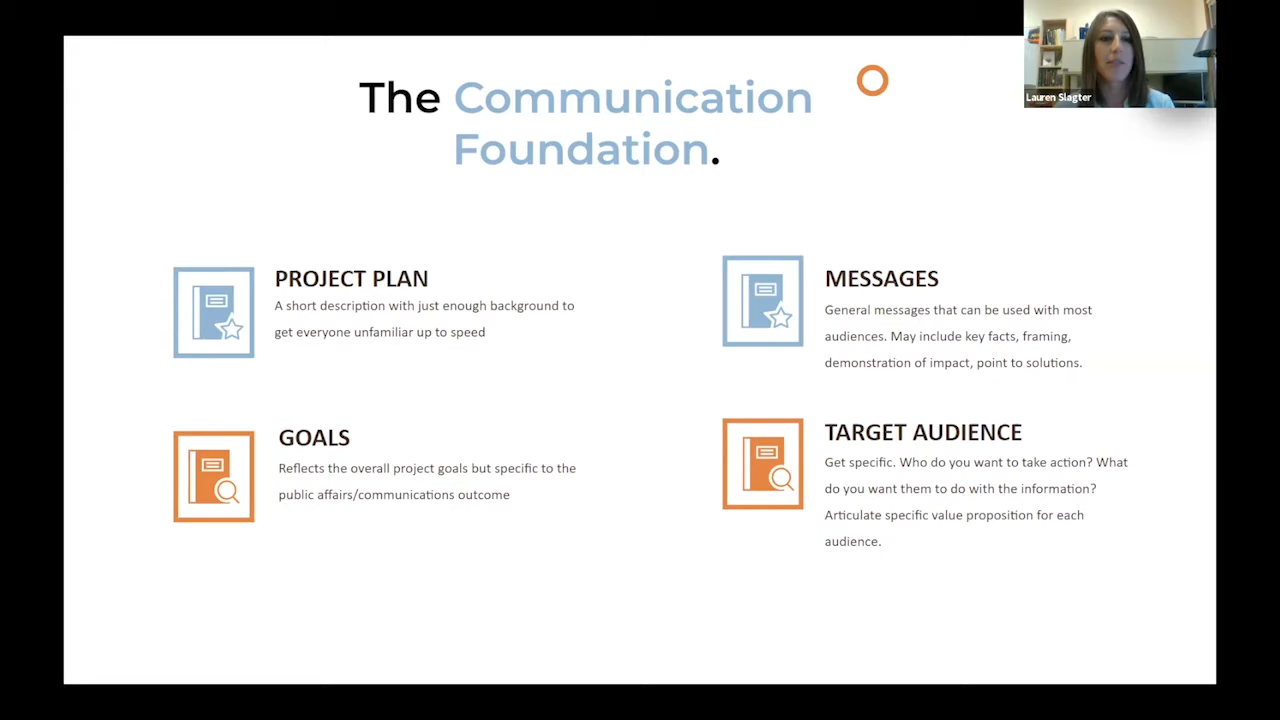 The Communication
Foundation.
Lauren Slagter
PROJECT PLAN
A short description with just enough background to
get everyone unfamiliar up to speed
MESSAGES
General messages that can be used with most
audiences. May include key facts, framing,
demonstration of impact, point to solutions.
GOALS
Reflects the overall project goals but specific to the
public affairs/communications outcome
TARGET AUDIENCE
Get specific. Who do you want to take action? What
do you want them to do with the information?
Articulate specific value proposition for each
audience.